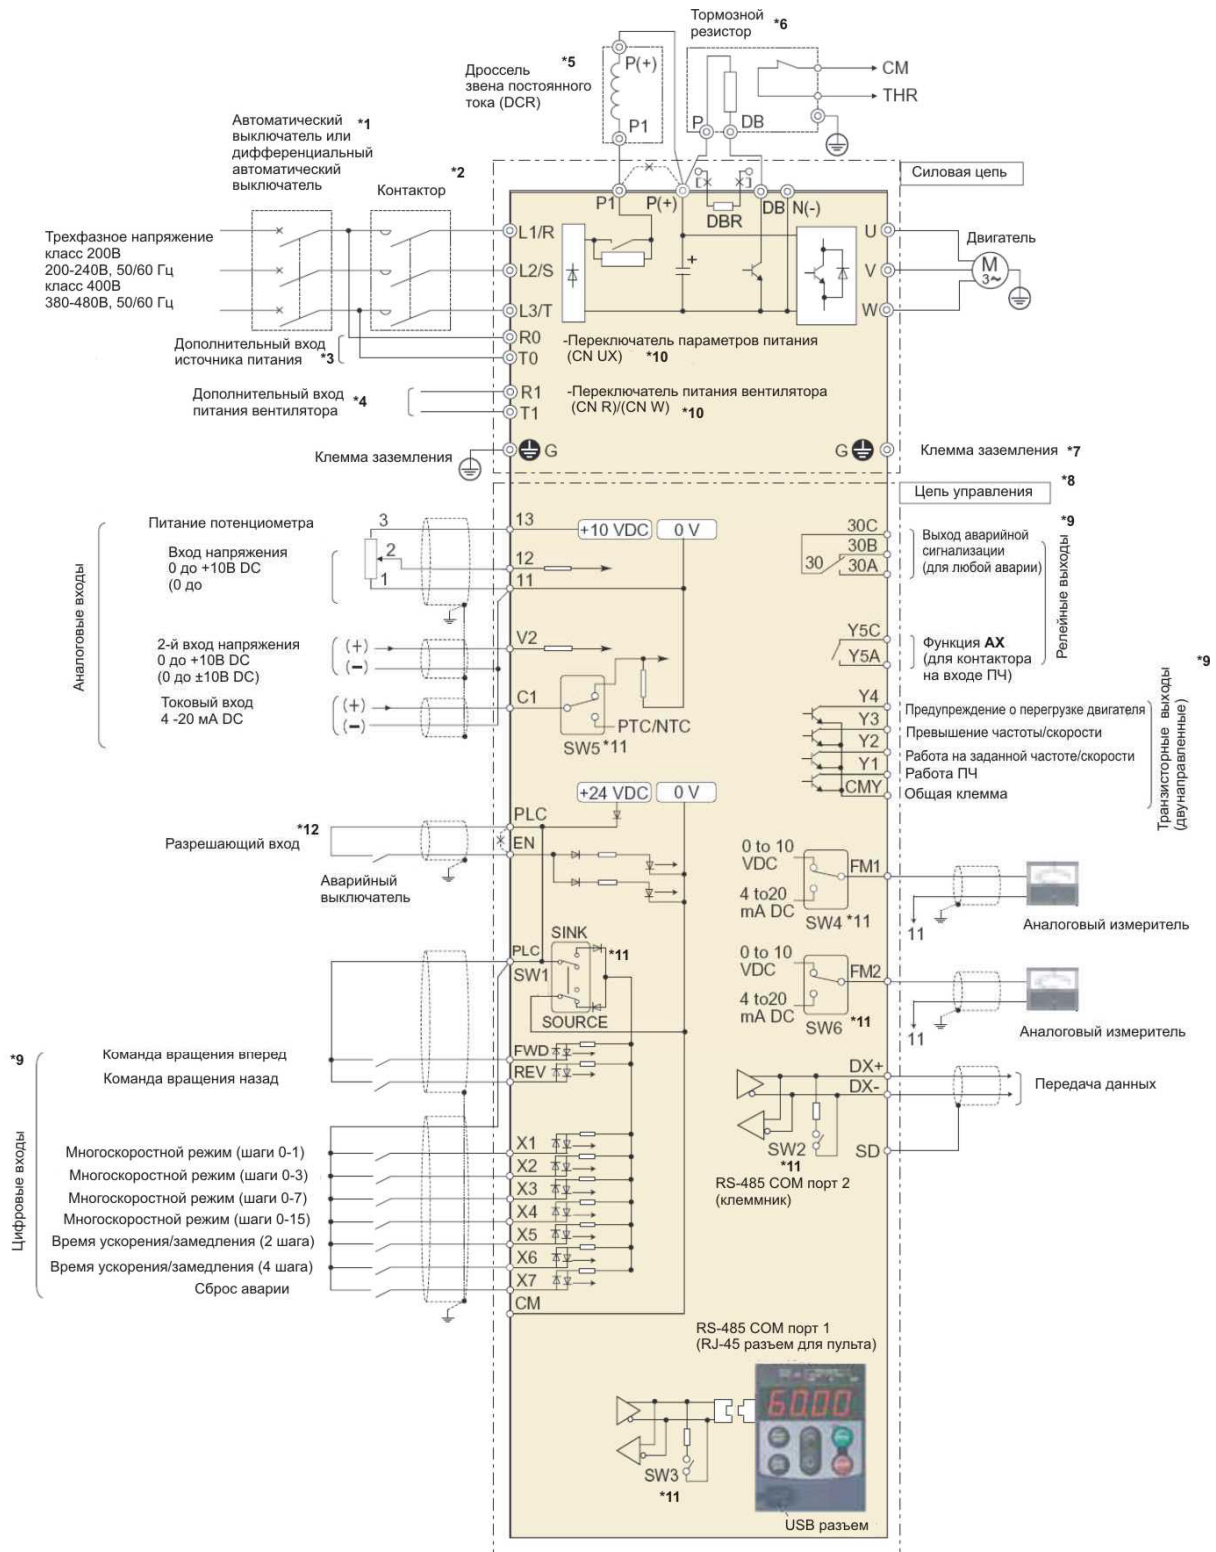 Тормозной *6
резистор
Дроссель *5
звена постоянного
тока (DCR)
P(+)
P1
CM
THR
P DB
Автоматический *1
выключатель или
дифференциальный
автоматический
выключатель
*2
Контактор
Силовая цепь
P1 P(+) DBR DB N(-)
Трехфазное напряжение
класс 200В
200-240В, 50/60 Гц
класс 400В
380-480В, 50/60 Гц
L1/R
L2/S
L3/T
+
U
V
W
Двигатель
M
3~
Дополнительный вход
источника питания *3
R0
T0
-Переключатель параметров питания
(CN UX) *10
Дополнительный вход
питания вентилятора *4
R1
T1
-Переключатель питания вентилятора
(CN R)/(CN W) *10
Клемма заземления
G
G
Клемма заземления *7
Цепь управления *8
Аналоговые входы
Питание потенциометра
3
2
1
Вход напряжения
0 до +10В DC
(0 до
13
12
11
+10 VDC 0 V
2-й вход напряжения
0 до +10В DC
(0 до ±10В DC)
(+)
(-)
V2
Токовый вход
4 -20 мА DC
(+)
(-)
C1
PTC/NTC
SW5 *11
30C
30B
30 30A
*9
Выход аварийной
сигнализации
(для любой аварии)
Релейные выходы
Y5C
Y5A
Функция AX
(для контактора
на входе ПЧ)
*9
Y4
Предупреждение о перегрузке двигателя
Y3
Превышение частоты/скорости
Y2
Работа на заданной частоте/скорости
Y1
Работа ПЧ
CMY
Общая клемма
Транзисторные выходы
(двунаправленные)
+24 VDC 0 V
PLC
*12
Разрешающий вход
EN
Аварийный
выключатель
0 to 10
VDC
4 to20
mA DC
SW4 *11
FM1
11
Аналоговый измеритель
PLC
SW1
SINK
*11
SOURCE
0 to 10
VDC
4 to20
mA DC
SW6 *11
FM2
11
Аналоговый измеритель
*9
Цифровые входы
Команда вращения вперед
FWD
Команда вращения назад
REV
DX+
DX-
Передача данных
SW2
*11
SD
RS-485 COM порт 2
(клеммник)
Многоскоростной режим (шаги 0-1)
X1
Многоскоростной режим (шаги 0-3)
X2
Многоскоростной режим (шаги 0-7)
X3
Многоскоростной режим (шаги 0-15)
X4
Время ускорения/замедления (2 шага)
X5
Время ускорения/замедления (4 шага)
X6
Сброс аварии
X7
CM
RS-485 COM порт 1
(RJ-45 разъем для пульта)
60.00
SW3
*11
USB разъем